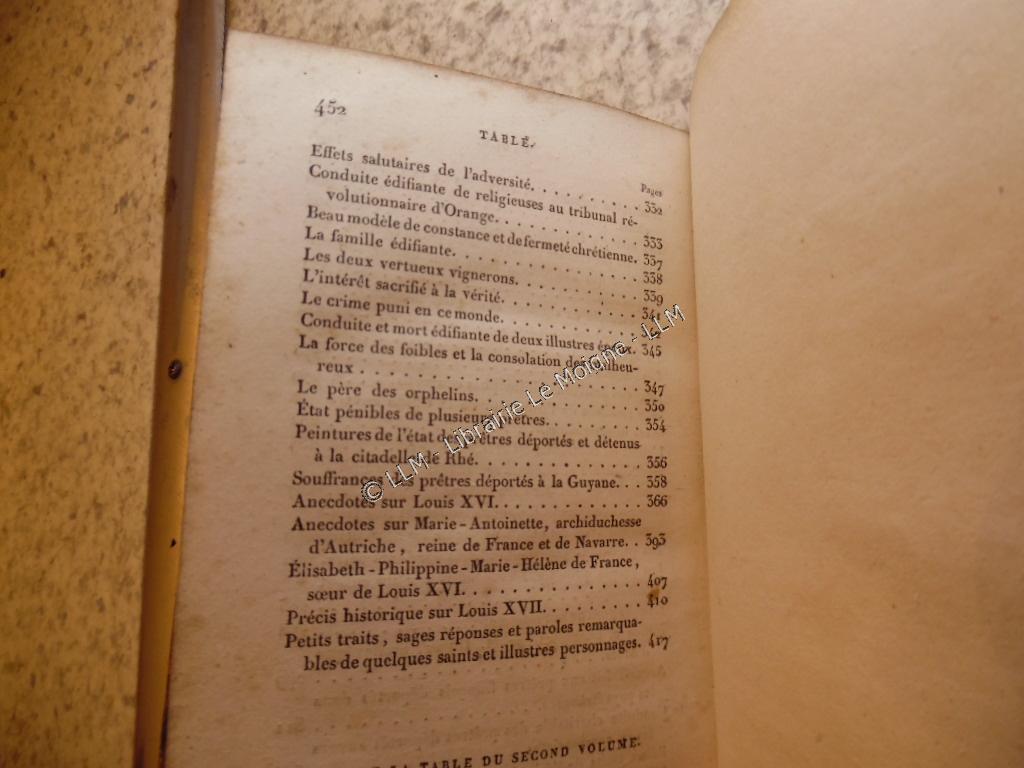 452
TABLE.
Pages
Effets salutaires de l'adversité. . . . . . . . . 332
Conduite édifiante de religieuses au tribunal ré-
volutionnaire d'Orange. . . . . . . . . . . . . 333
Beau modèle de constance et de fermeté chrétienne. 337
La famille édifiante. . . . . . . . . . . . . . . 338
Les deux vertueux vignerons. . . . . . . . . . . 339
L'intérêt sacrifié à la vérité. . . . . . . . . .
Le crime puni en ce monde. . . . . . . . . . .
Conduite et mort édifiante de deux illustres époux. 345
La force des foibles et la consolation des malheu-
reux . . . . . . . . . . . . . . . . . . . . . 347
Le père des orphelins. . . . . . . . . . . . . 350
État pénibles de plusieurs prêtres. . . . . . . 354
Peintures de l'état des prêtres déportés et détenus
à la citadelle de Rhé. . . . . . . . . . . . . 356
Souffrances des prêtres déportés à la Guyane. . . 358
Anecdotes sur Louis XVI. . . . . . . . . . . . 366
Anecdotes sur Marie-Antoinette, archiduchesse
d'Autriche, reine de France et de Navarre. . 393
Élisabeth-Philippine-Marie-Hélène de France,
sœur de Louis XVI. . . . . . . . . . . . . . 407
Précis historique sur Louis XVII. . . . . . . . . 410
Petits traits, sages réponses et paroles remarqua-
bles de quelques saints et illustres personnages. 417
LA TABLE DU SECOND VOLUME.
© LLM - Librairie Le Moigne - LLM